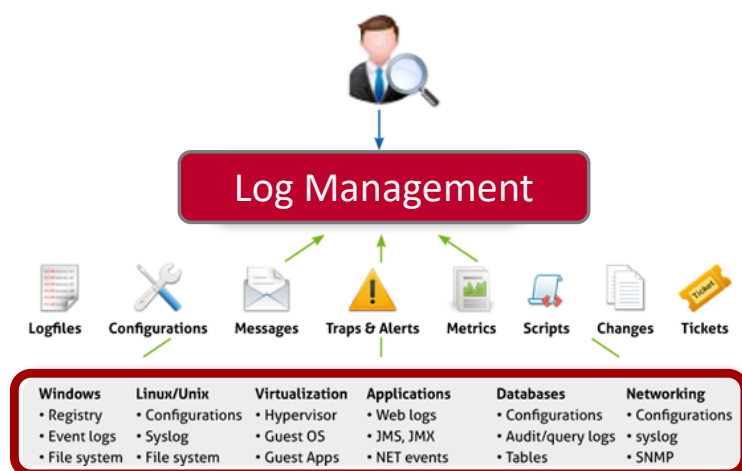 Log Management
Logfiles Configurations Messages Traps & Alerts Metrics Scripts Changes Tickets
Ticket
Windows Linux/Unix Virtualization Applications Databases Networking
• Registry • Configurations • Hypervisor • Web logs • Configurations • Configurations
• Event logs • Syslog • Guest OS • JMS, JMX • Audit/query logs • syslog
• File system • File system • Guest Apps • NET events • Tables • SNMP